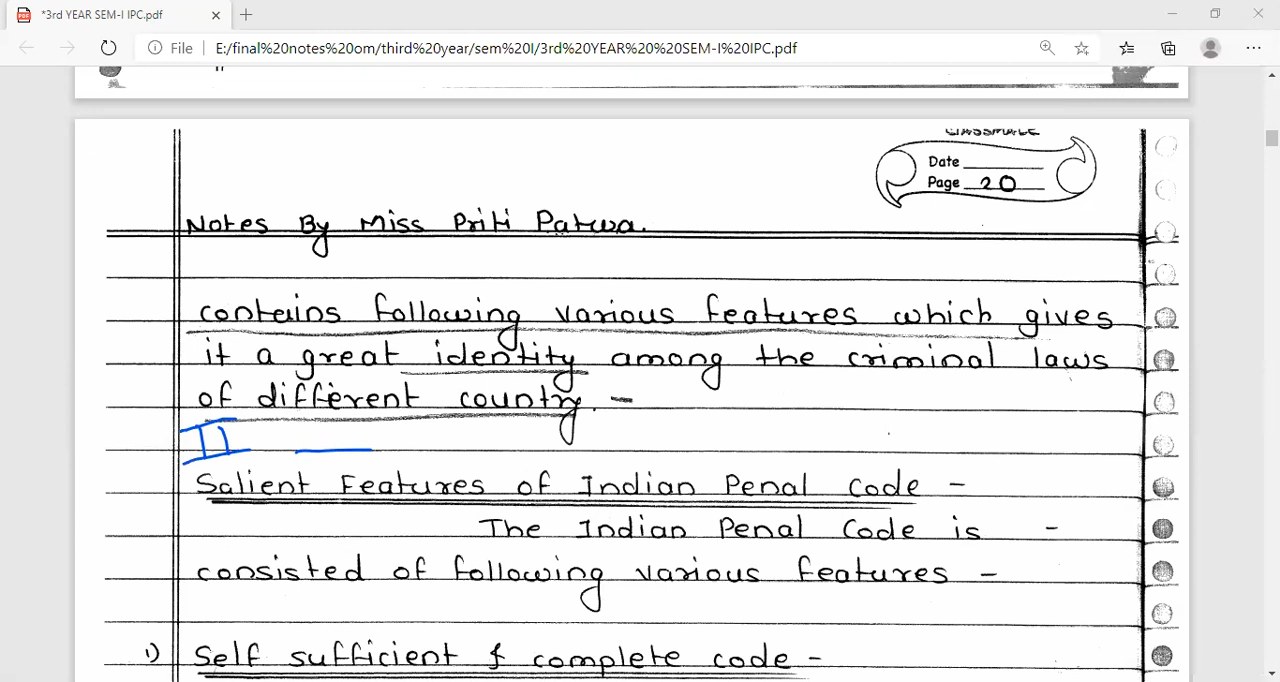 *3rd YEAR SEM-I IPC.pdf
File E:/final%20notes%20om/third%20year/sem%20I/3rd%20YEAR%20%20SEM-I%20IPC.pdf
CLASSMATE
Date
Page 20
Notes By Miss Priti Patwa.
contains following various features which gives
it a great identity among the criminal laws
of different country. -
II
Salient Features of Indian Penal Code -
The Indian Penal Code is -
consisted of following various features -
1) Self sufficient & complete code -